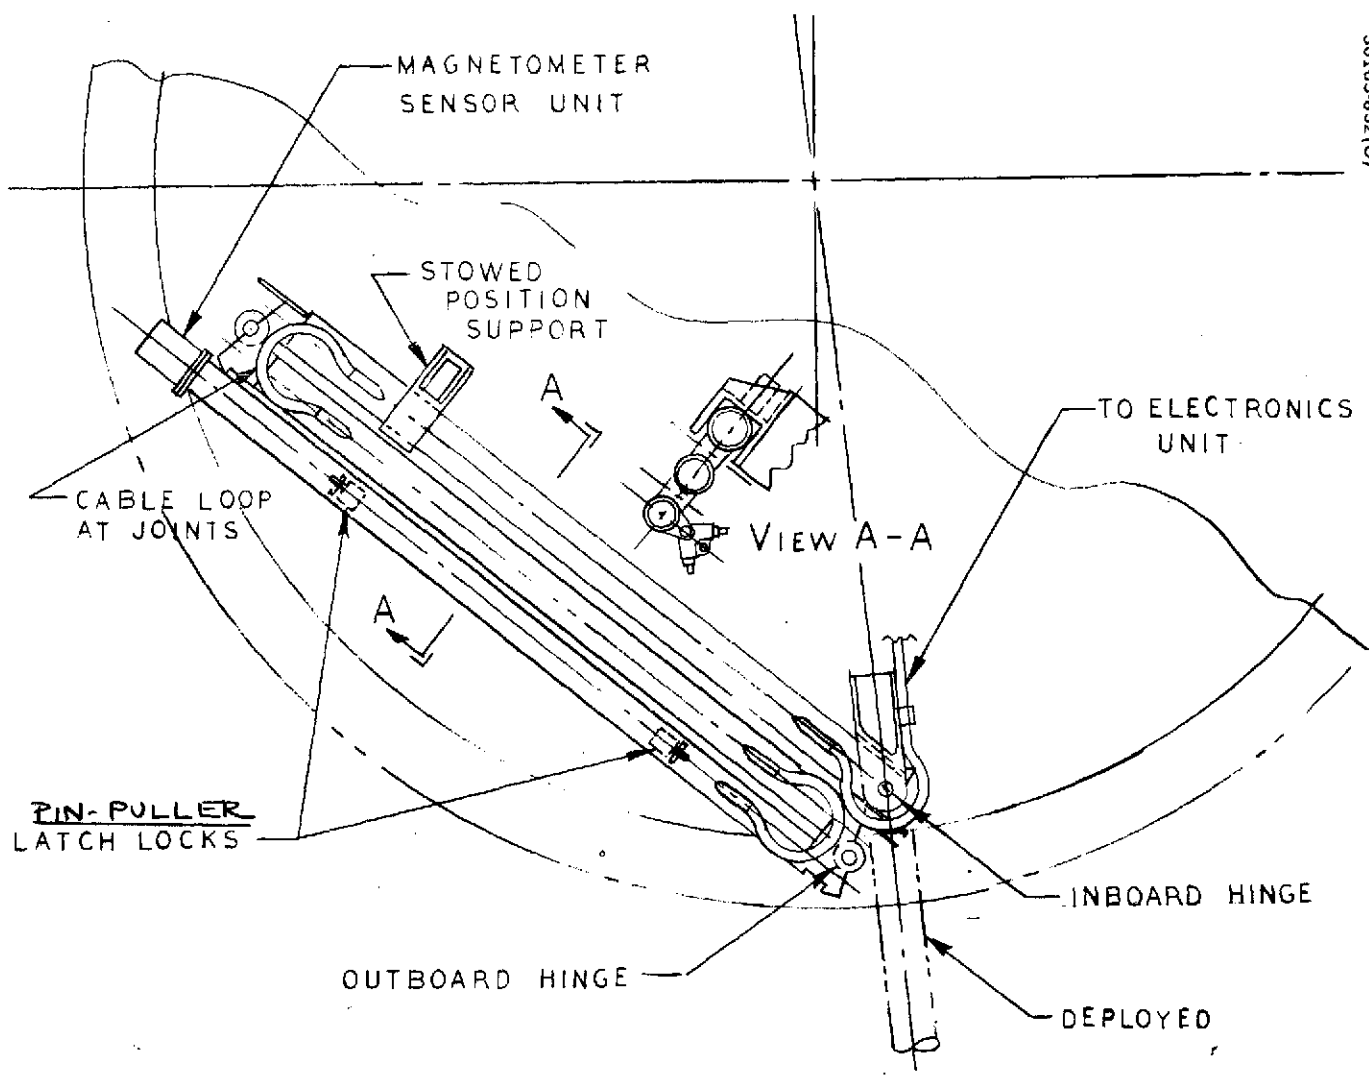 MAGNETOMETER
SENSOR UNIT
STOWED
POSITION
SUPPORT
A
TO ELECTRONICS
UNIT
CABLE LOOP
AT JOINTS
VIEW A-A
A
PIN-PULLER
LATCH LOCKS
INBOARD HINGE
OUTBOARD HINGE
DEPLOYED